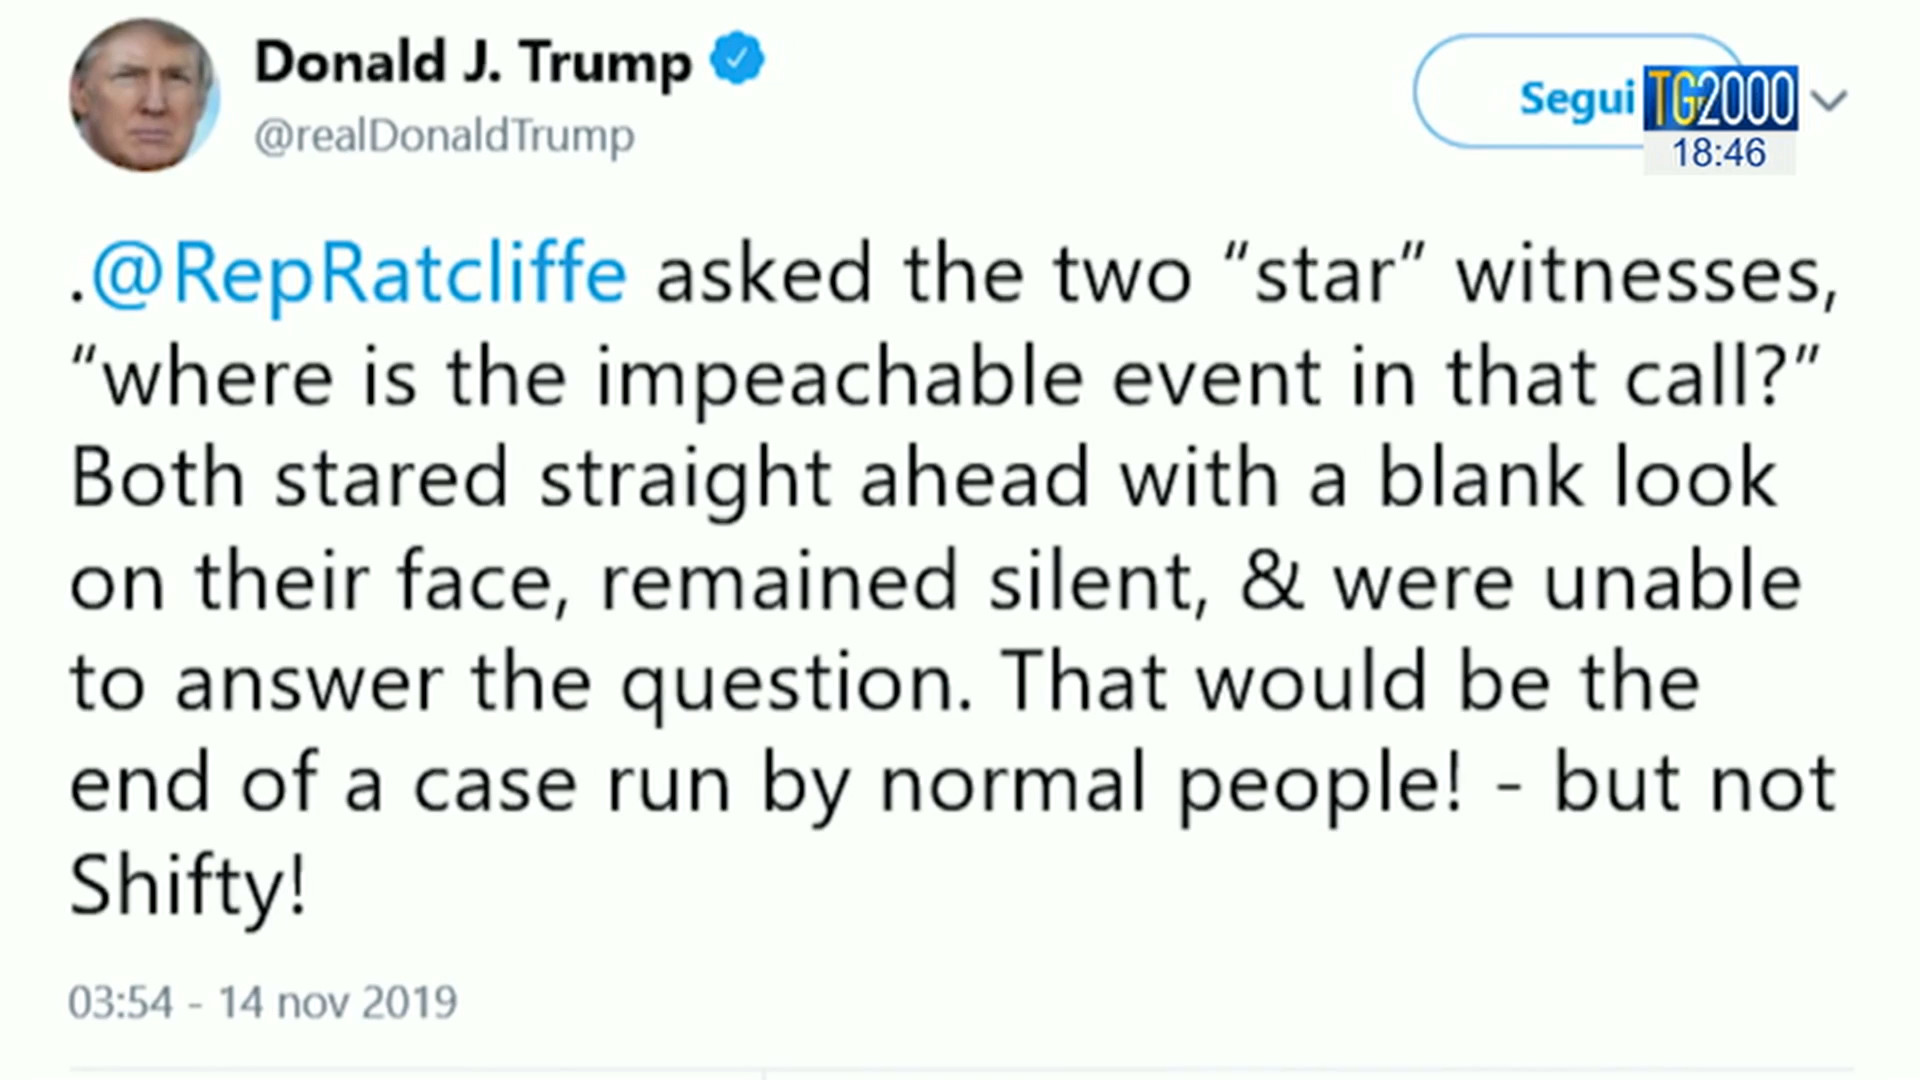 Donald J. Trump
@realDonaldTrump
Segui
TG2000
18:46
.@RepRatcliffe asked the two “star” witnesses,
“where is the impeachable event in that call?”
Both stared straight ahead with a blank look
on their face, remained silent, & were unable
to answer the question. That would be the
end of a case run by normal people! - but not
Shifty!
03:54 - 14 nov 2019